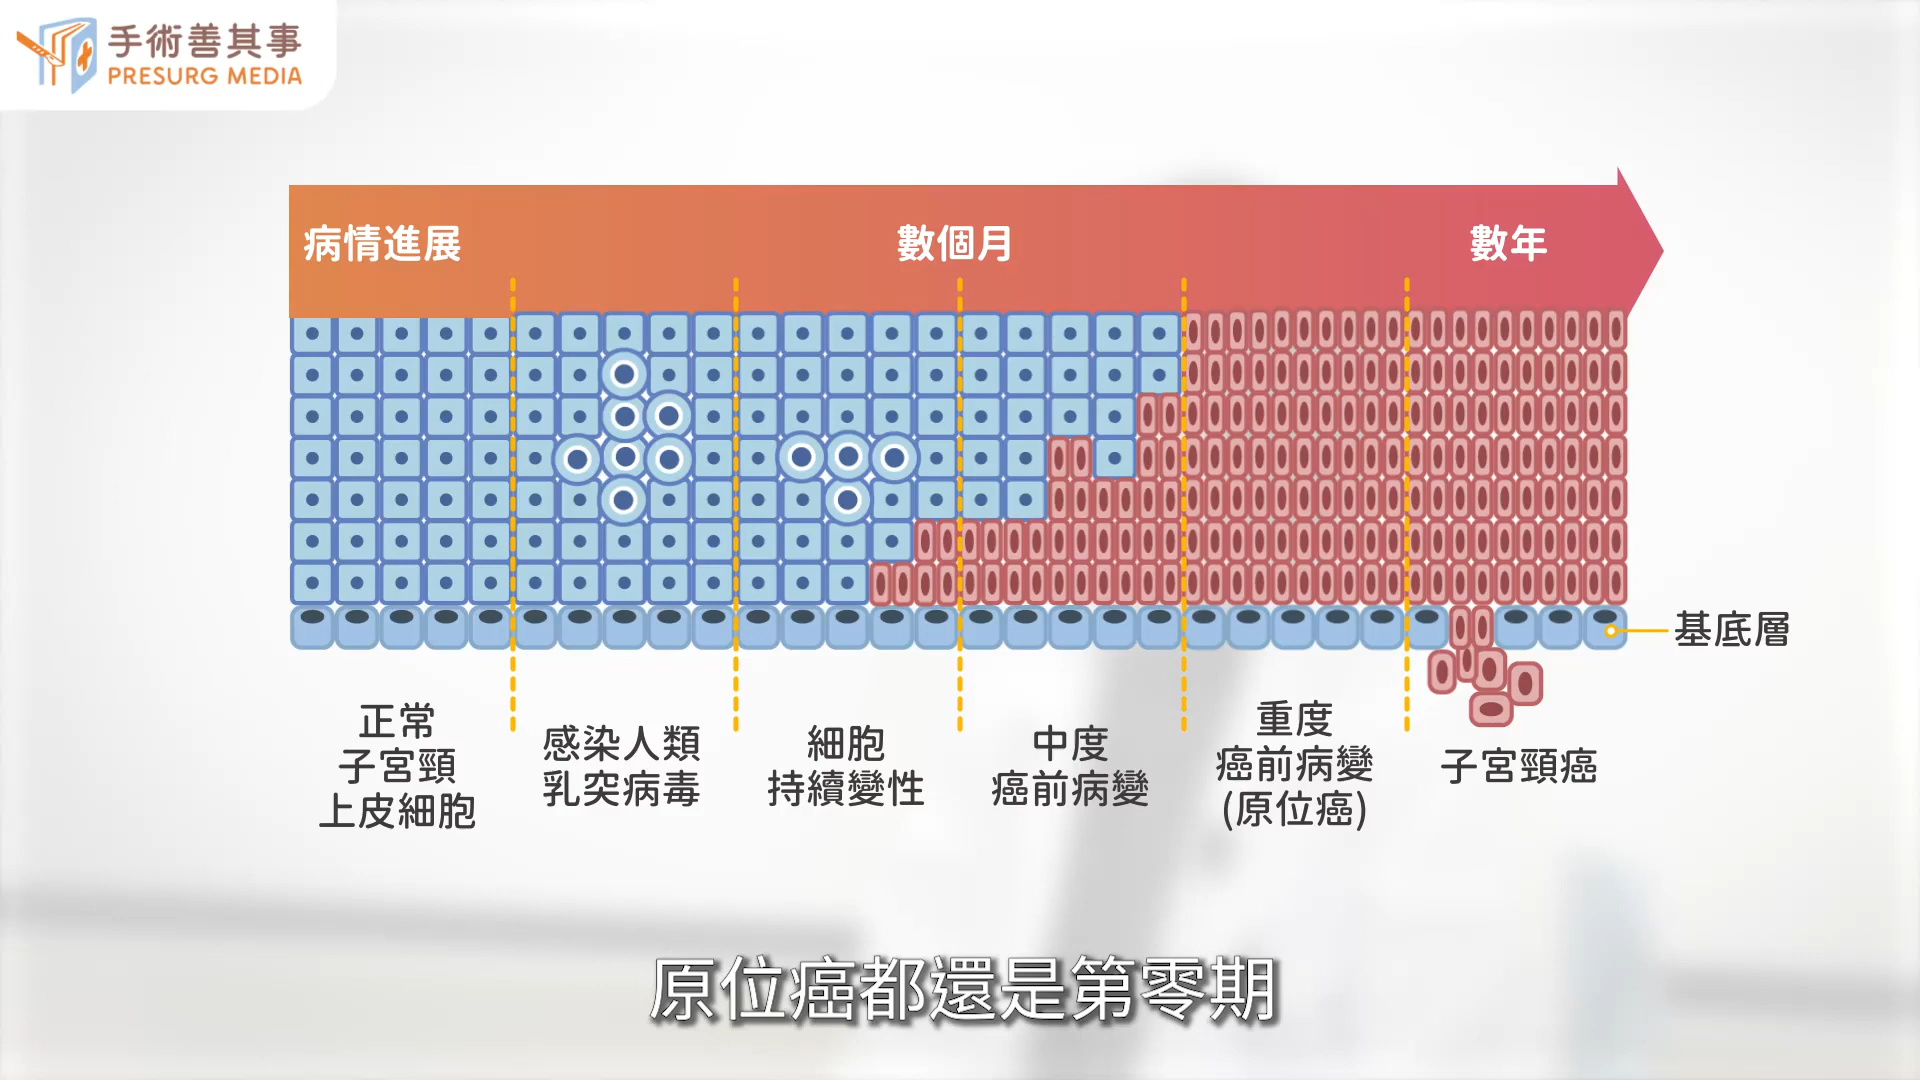 手術善其事
PRESURG MEDIA
病情進展
數個月
數年
基底層
正常
子宮頸
上皮細胞
感染人類
乳突病毒
細胞
持續變性
中度
癌前病變
重度
癌前病變
(原位癌)
子宮頸癌
原位癌都還是第零期